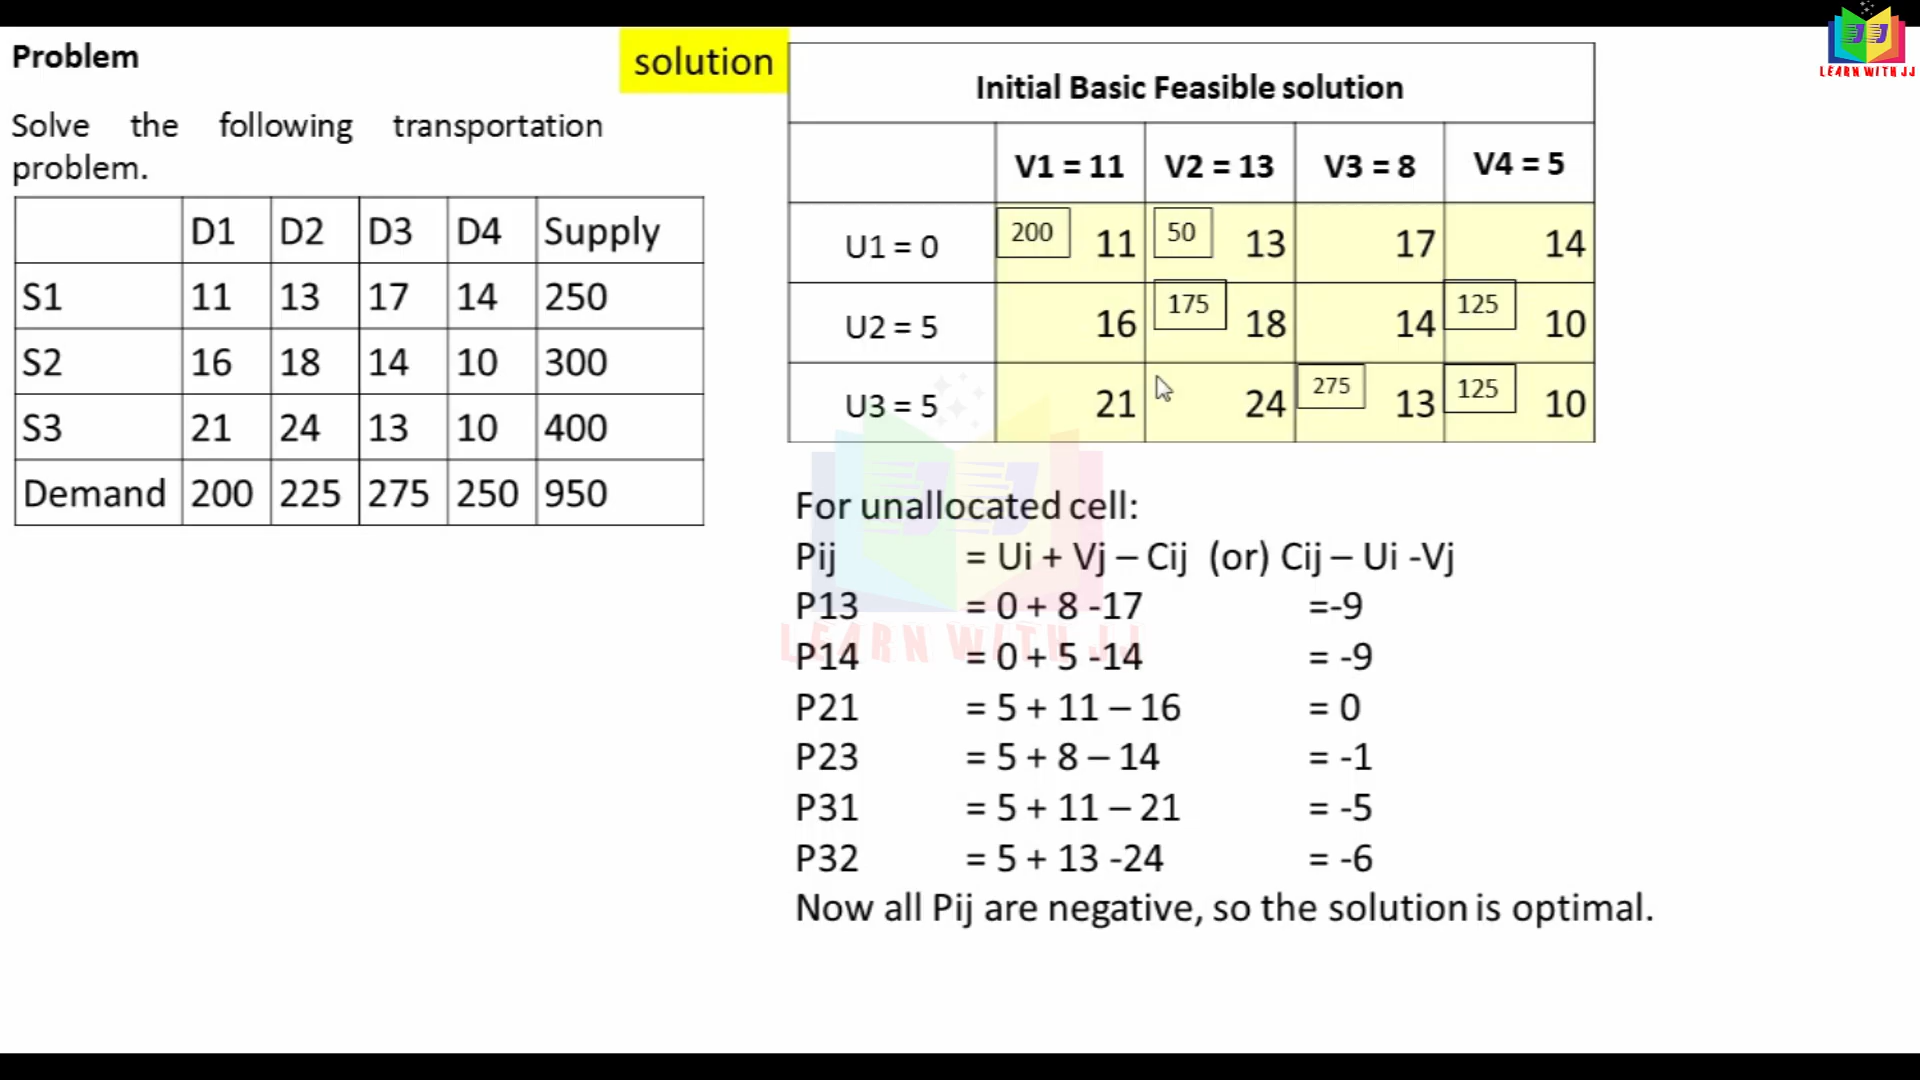 Problem
Solve the following transportation
problem.
D1 D2 D3 D4 Supply
S1 11 13 17 14 250
S2 16 18 14 10 300
S3 21 24 13 10 400
Demand 200 225 275 250 950
solution
Initial Basic Feasible solution
V1 = 11 V2 = 13 V3 = 8 V4 = 5
U1 = 0 200 11 50 13 17 14
U2 = 5 16 175 18 14 125 10
U3 = 5 21 24 275 13 125 10
For unallocated cell:
Pij = Ui + Vj – Cij (or) Cij – Ui -Vj
P13 = 0 + 8 -17 =-9
P14 = 0 + 5 -14 = -9
P21 = 5 + 11 – 16 = 0
P23 = 5 + 8 – 14 = -1
P31 = 5 + 11 – 21 = -5
P32 = 5 + 13 -24 = -6
Now all Pij are negative, so the solution is optimal.
LEARN WITH JJ
LEARN WITH JJ